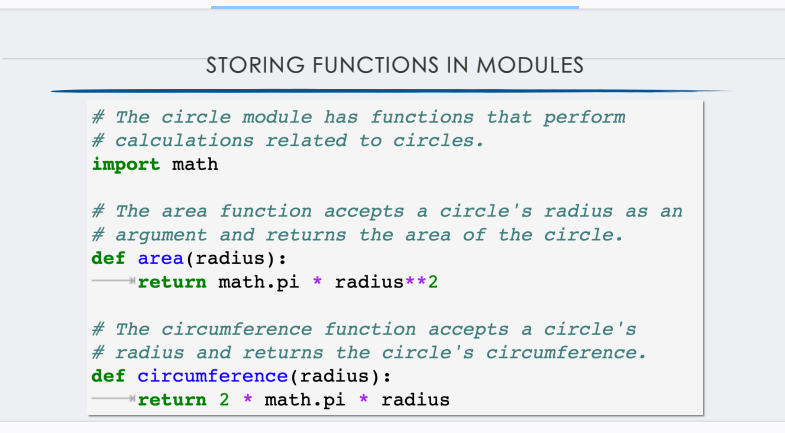 STORING FUNCTIONS IN MODULES
# The circle module has functions that perform
# calculations related to circles.
import math
# The area function accepts a circle's radius as an
# argument and returns the area of the circle.
def area(radius):
return math.pi * radius**2
# The circumference function accepts a circle's
# radius and returns the circle's circumference.
def circumference(radius):
return 2 * math.pi * radius